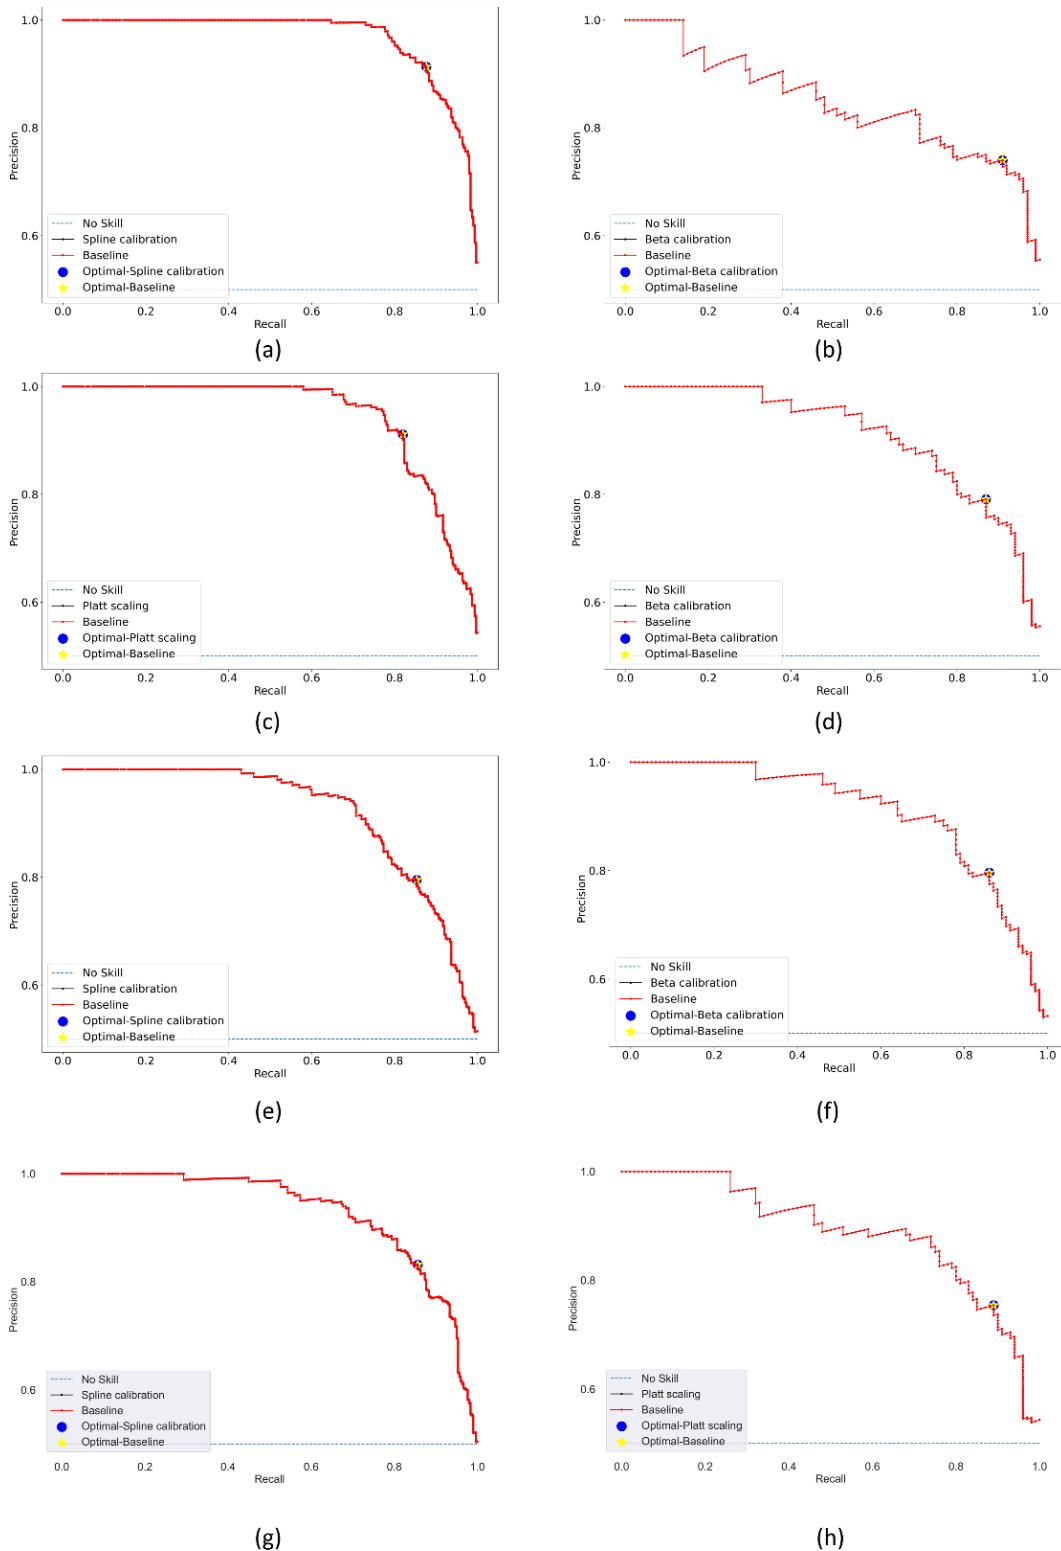 1.0
0.8
0.6
Precision
No Skill
Spline calibration
Baseline
Optimal-Spline calibration
Optimal-Baseline
0.0 0.2 0.4 0.6 0.8 1.0
Recall
(a)
1.0
0.8
0.6
Precision
No Skill
Beta calibration
Baseline
Optimal-Beta calibration
Optimal-Baseline
0.0 0.2 0.4 0.6 0.8 1.0
Recall
(b)
1.0
0.8
0.6
Precision
No Skill
Platt scaling
Baseline
Optimal-Platt scaling
Optimal-Baseline
0.0 0.2 0.4 0.6 0.8 1.0
Recall
(c)
1.0
0.8
0.6
Precision
No Skill
Beta calibration
Baseline
Optimal-Beta calibration
Optimal-Baseline
0.0 0.2 0.4 0.6 0.8 1.0
Recall
(d)
1.0
0.8
0.6
Precision
No Skill
Spline calibration
Baseline
Optimal-Spline calibration
Optimal-Baseline
0.0 0.2 0.4 0.6 0.8 1.0
Recall
(e)
1.0
0.8
0.6
Precision
No Skill
Beta calibration
Baseline
Optimal-Beta calibration
Optimal-Baseline
0.0 0.2 0.4 0.6 0.8 1.0
Recall
(f)
1.0
0.8
0.6
Precision
No Skill
Spline calibration
Baseline
Optimal-Spline calibration
Optimal-Baseline
0.0 0.2 0.4 0.6 0.8 1.0
Recall
(g)
1.0
0.8
0.6
Precision
No Skill
Platt scaling
Baseline
Optimal-Platt scaling
Optimal-Baseline
0.0 0.2 0.4 0.6 0.8 1.0
Recall
(h)